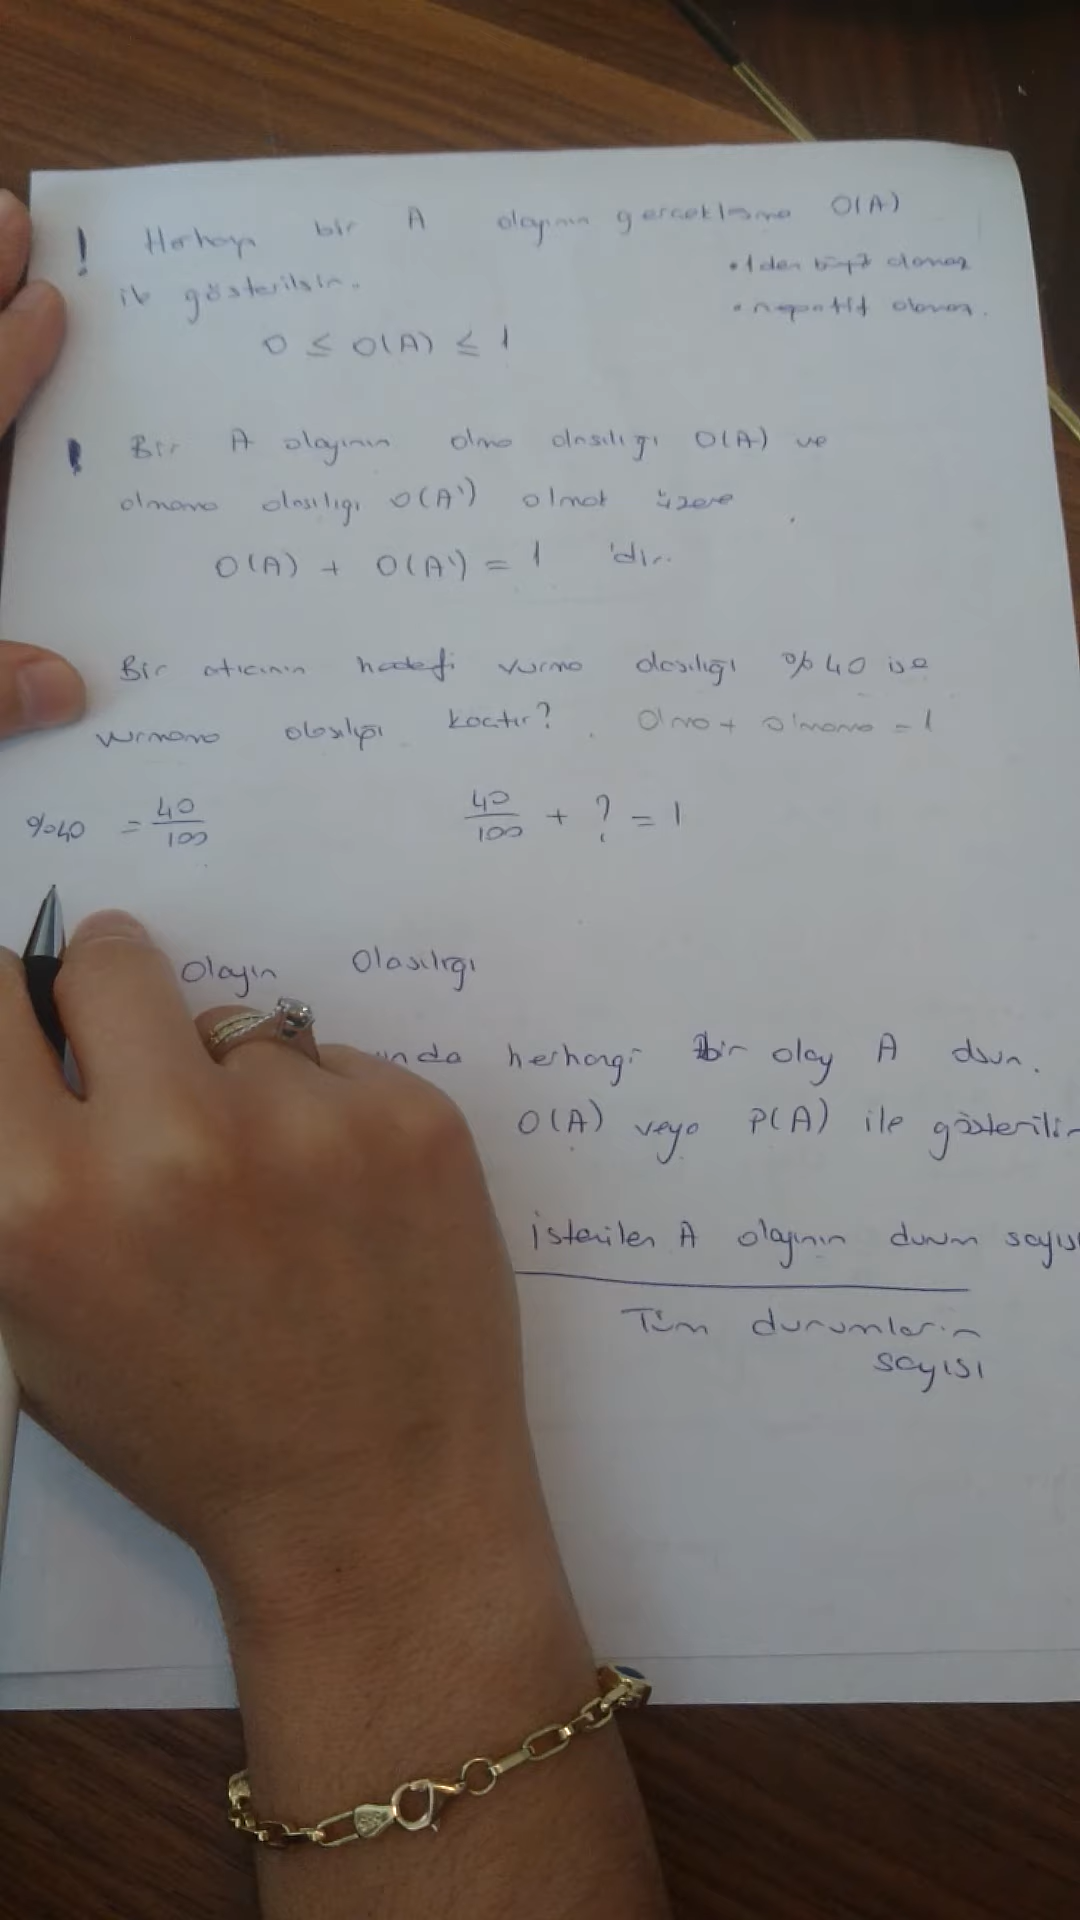 ! Herhangi bir A olayının gerçekleşme O(A)
ile gösterilsin.
• 1 den büyük olamaz
• negatif olamaz.
0 ≤ O(A) ≤ 1
! Bir A olayının olma olasılığı O(A) ve
olmama olasılığı O(A') olmak üzere
O(A) + O(A') = 1 'dir.
Bir atıcının hedefi vurma olasılığı %40 ise
vurmama olasılığı kaçtır? Olma + olmama = 1
%40 = 40/100
40/100 + ? = 1
Olayın Olasılığı
herhangi bir olay A olsun.
O(A) veya P(A) ile gösterilir
İstenilen A olayının durum sayısı
Tüm durumların
sayısı